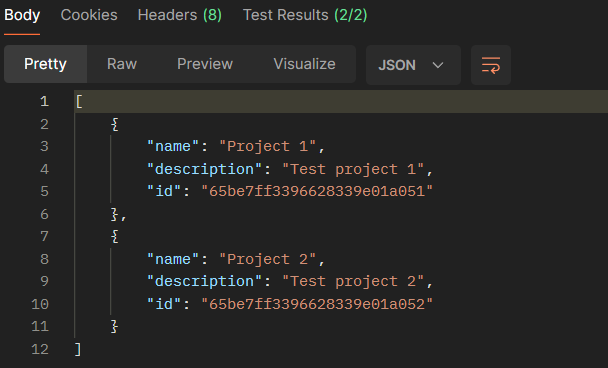 Body Cookies Headers (8) Test Results (2/2)
Pretty Raw Preview Visualize JSON
1 [
2 {
3 "name": "Project 1",
4 "description": "Test project 1",
5 "id": "65be7ff3396628339e01a051"
6 },
7 {
8 "name": "Project 2",
9 "description": "Test project 2",
10 "id": "65be7ff3396628339e01a052"
11 }
12 ]